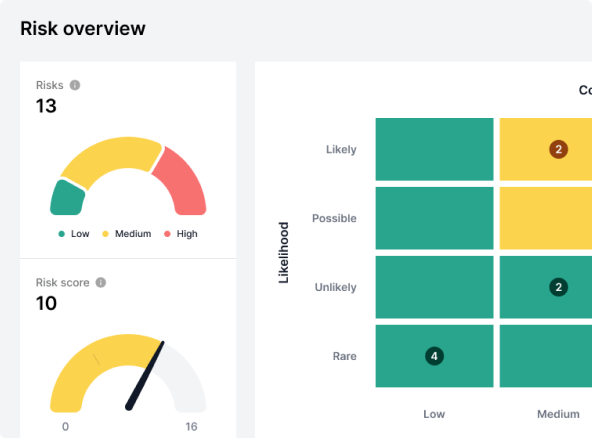 Risk overview
Risks
13
Low Medium High
Risk score
10
0 16
Likelihood
Likely 2
Possible
Unlikely 2
Rare 4
Low Medium